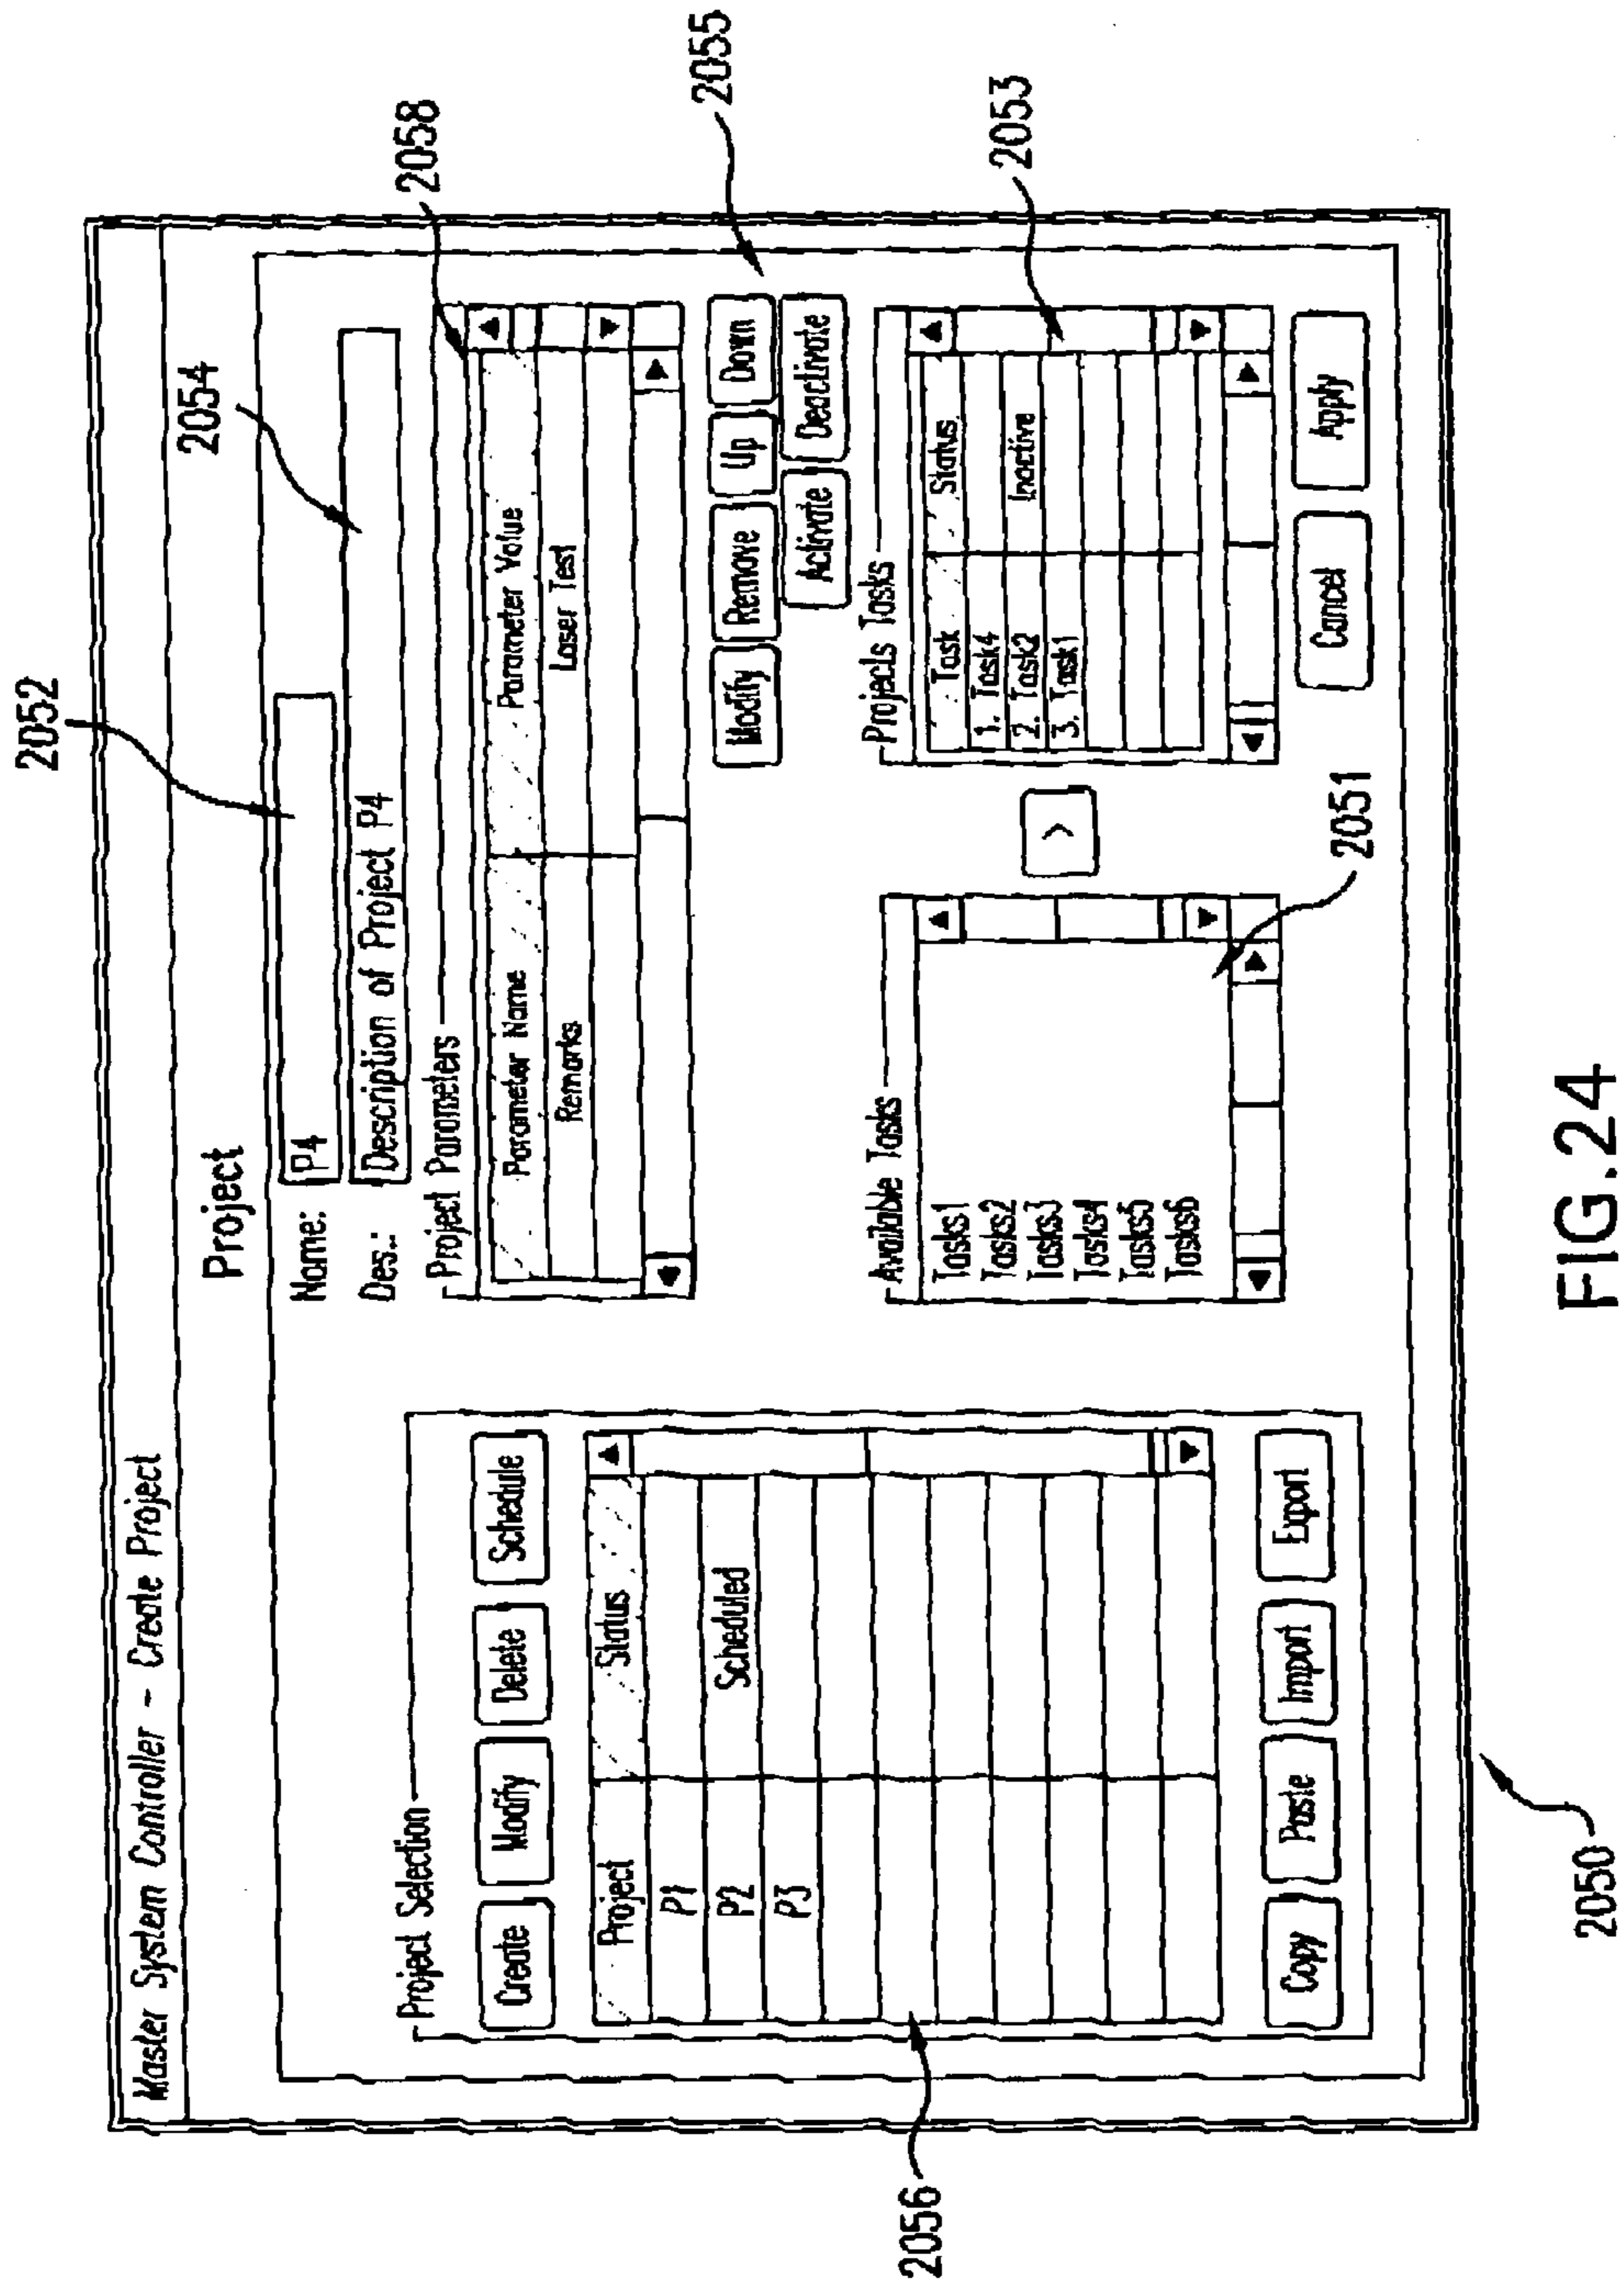 Master System Controller - Create Project
Project
2052
2054
2058
2055
2053
2051
2056
2050
Project Selection
Create Modify Delete Schedule
Project Status
P1
P2 Scheduled
P3
Copy Paste Import Export
Name: P4
Des.: Description of Project P4
Project Parameters
Parameter Name Parameter Value
Remarks Laser Test
Modify Remove Up Down
Activate Deactivate
Available Tasks
Tasks1
Tasks2
Tasks3
Tasks4
Tasks5
Tasks6
>
Projects Tasks
Task Status
1. Task4
2. Task2 Inactive
3. Task1
Cancel Apply
FIG.24